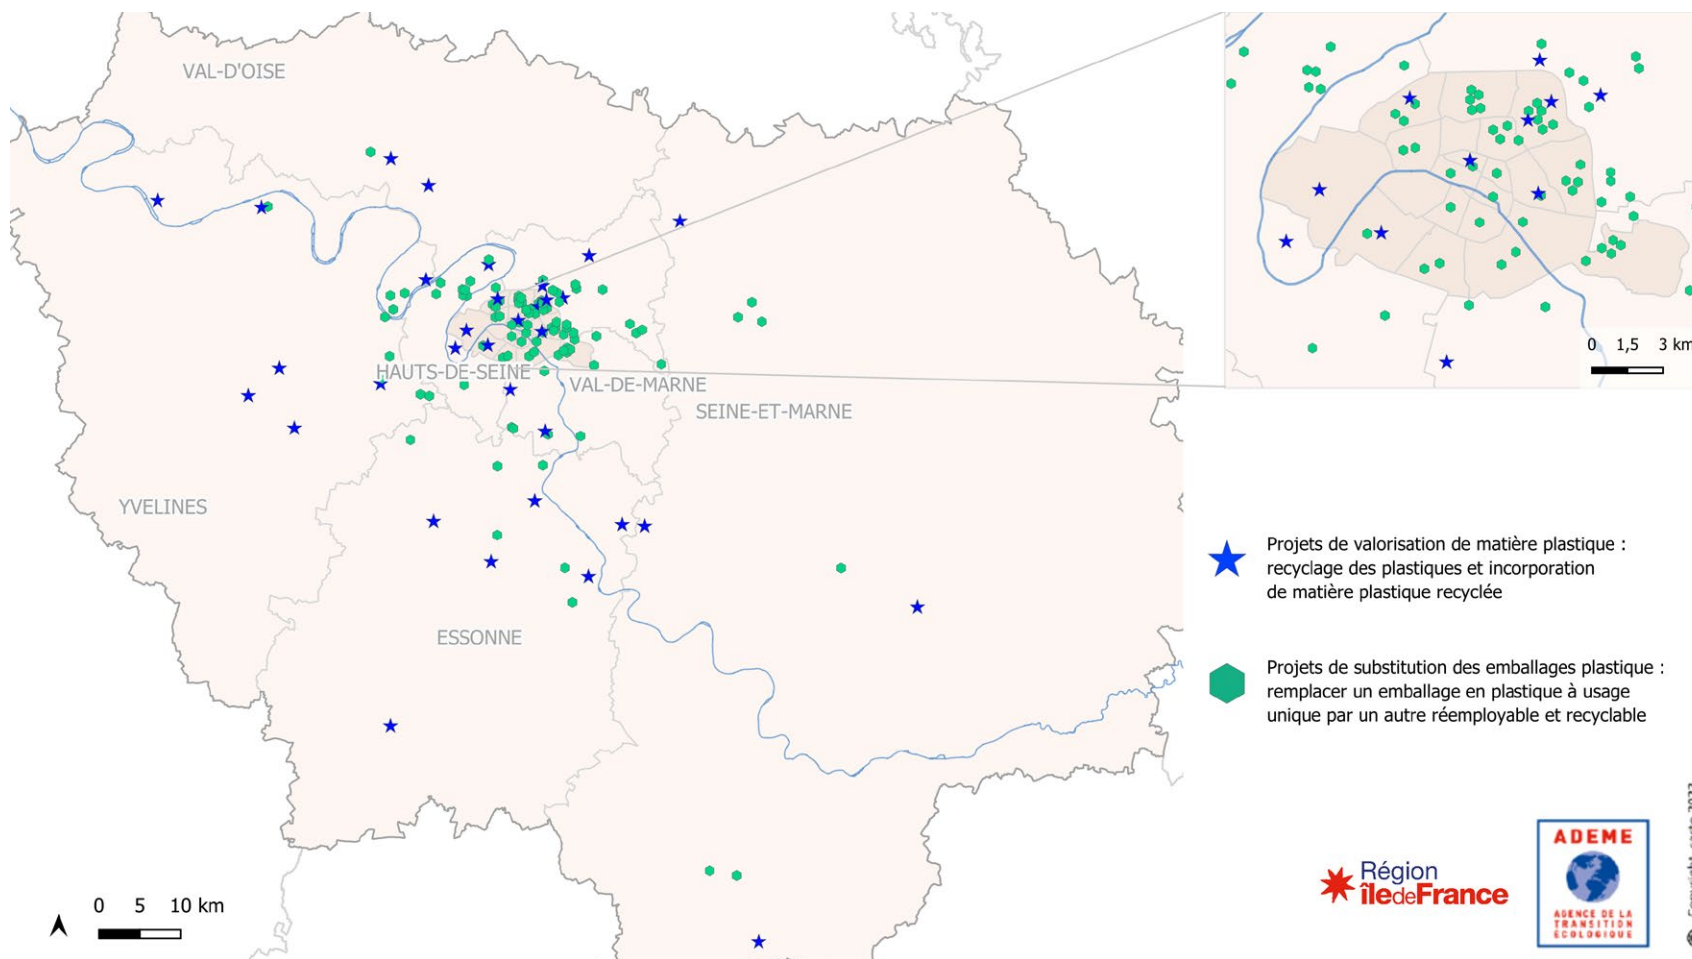 VAL-D'OISE
HAUTS-DE-SEINE
VAL-DE-MARNE
SEINE-ET-MARNE
YVELINES
ESSONNE
0 5 10 km
0 1,5 3 km
Projets de valorisation de matière plastique :
recyclage des plastiques et incorporation
de matière plastique recyclée
Projets de substitution des emballages plastique :
remplacer un emballage en plastique à usage
unique par un autre réemployable et recyclable
Région
îledeFrance
ADEME
AGENCE DE LA
TRANSITION
ÉCOLOGIQUE